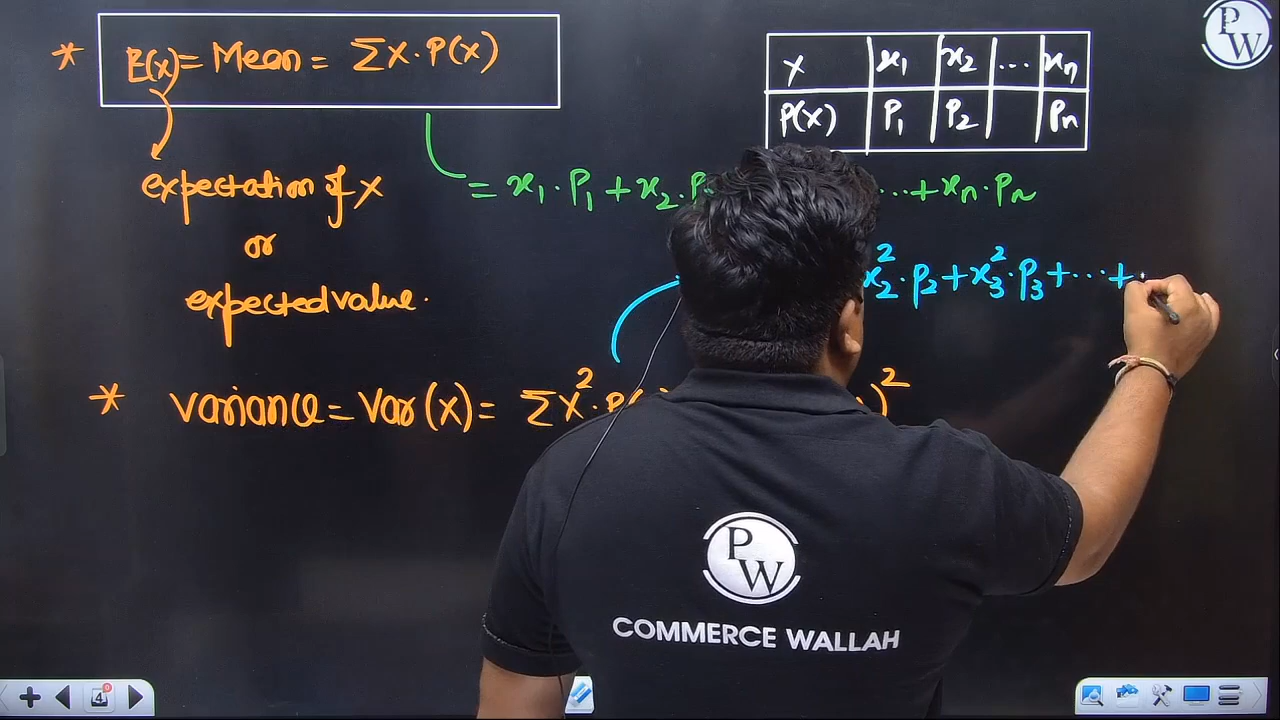 * E(x) = Mean = ΣX·P(X)
X x₁ x₂ ... xₙ
P(X) P₁ P₂ Pₙ
PW
expectation of X
= x₁·P₁ + x₂·P ..+ xₙ·Pₙ
or
expected value.
x₂²·p₂ + x₃²·p₃ + ... +
* Variance = Var(X) = ΣX²·P( )²
PW
COMMERCE WALLAH
4